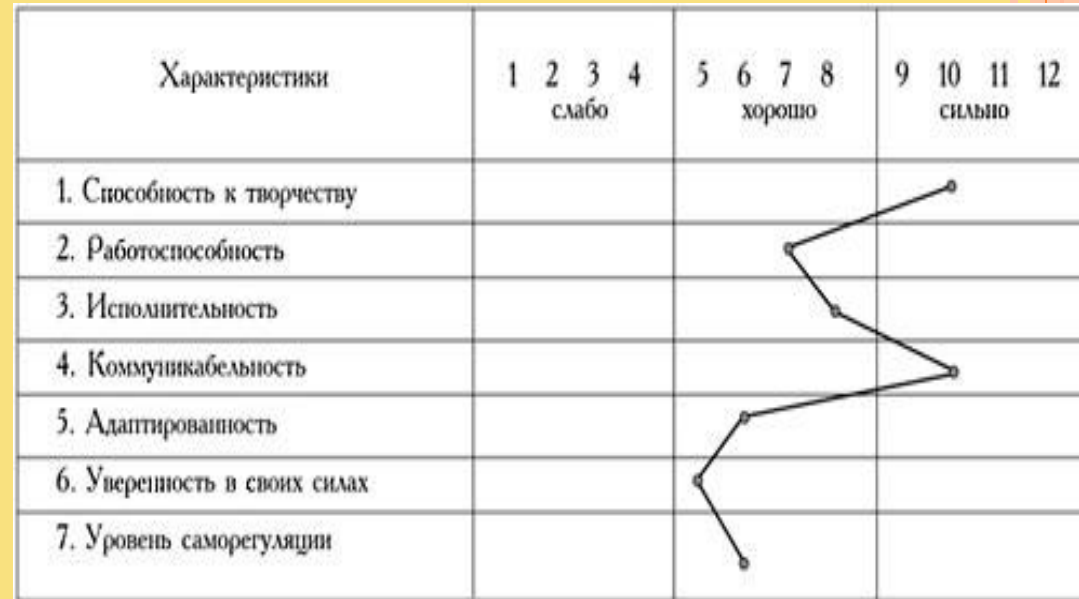 Характеристики
1 2 3 4
слабо
5 6 7 8
хорошо
9 10 11 12
сильно
1. Способность к творчеству
2. Работоспособность
3. Исполнительность
4. Коммуникабельность
5. Адаптированность
6. Уверенность в своих силах
7. Уровень саморегуляции